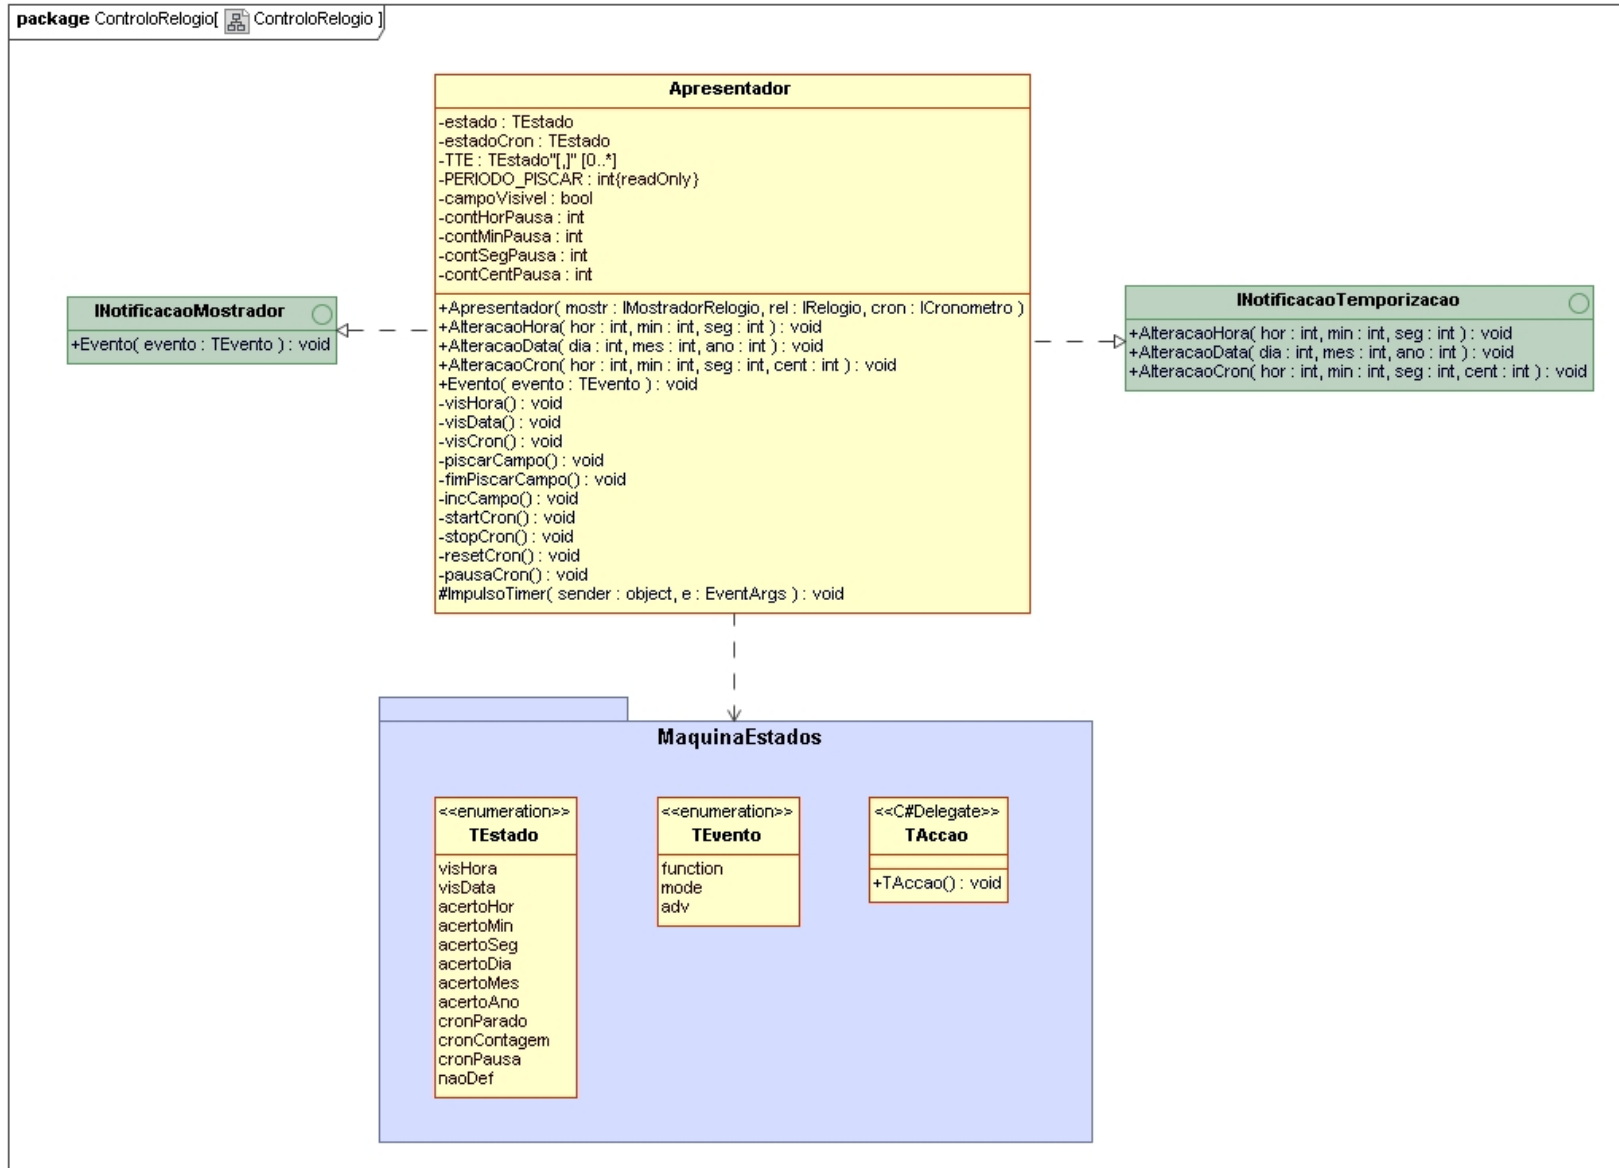 package ControloRelogio[ ControloRelogio ]
Apresentador
-estado : TEstado
-estadoCron : TEstado
-TTE : TEstado"[,]" [0..*]
-PERIODO_PISCAR : int{readOnly}
-campoVisivel : bool
-contHorPausa : int
-contMinPausa : int
-contSegPausa : int
-contCentPausa : int
+Apresentador( mostr : IMostradorRelogio, rel : IRelogio, cron : ICronometro )
+AlteracaoHora( hor : int, min : int, seg : int ) : void
+AlteracaoData( dia : int, mes : int, ano : int ) : void
+AlteracaoCron( hor : int, min : int, seg : int, cent : int ) : void
+Evento( evento : TEvento ) : void
-visHora() : void
-visData() : void
-visCron() : void
-piscarCampo() : void
-fimPiscarCampo() : void
-incCampo() : void
-startCron() : void
-stopCron() : void
-resetCron() : void
-pausaCron() : void
#ImpulsoTimer( sender : object, e : EventArgs ) : void
INotificacaoMostrador
+Evento( evento : TEvento ) : void
INotificacaoTemporizacao
+AlteracaoHora( hor : int, min : int, seg : int ) : void
+AlteracaoData( dia : int, mes : int, ano : int ) : void
+AlteracaoCron( hor : int, min : int, seg : int, cent : int ) : void
MaquinaEstados
<<enumeration>>
TEstado
visHora
visData
acertoHor
acertoMin
acertoSeg
acertoDia
acertoMes
acertoAno
cronParado
cronContagem
cronPausa
naoDef
<<enumeration>>
TEvento
function
mode
adv
<<C#Delegate>>
TAccao
+TAccao() : void